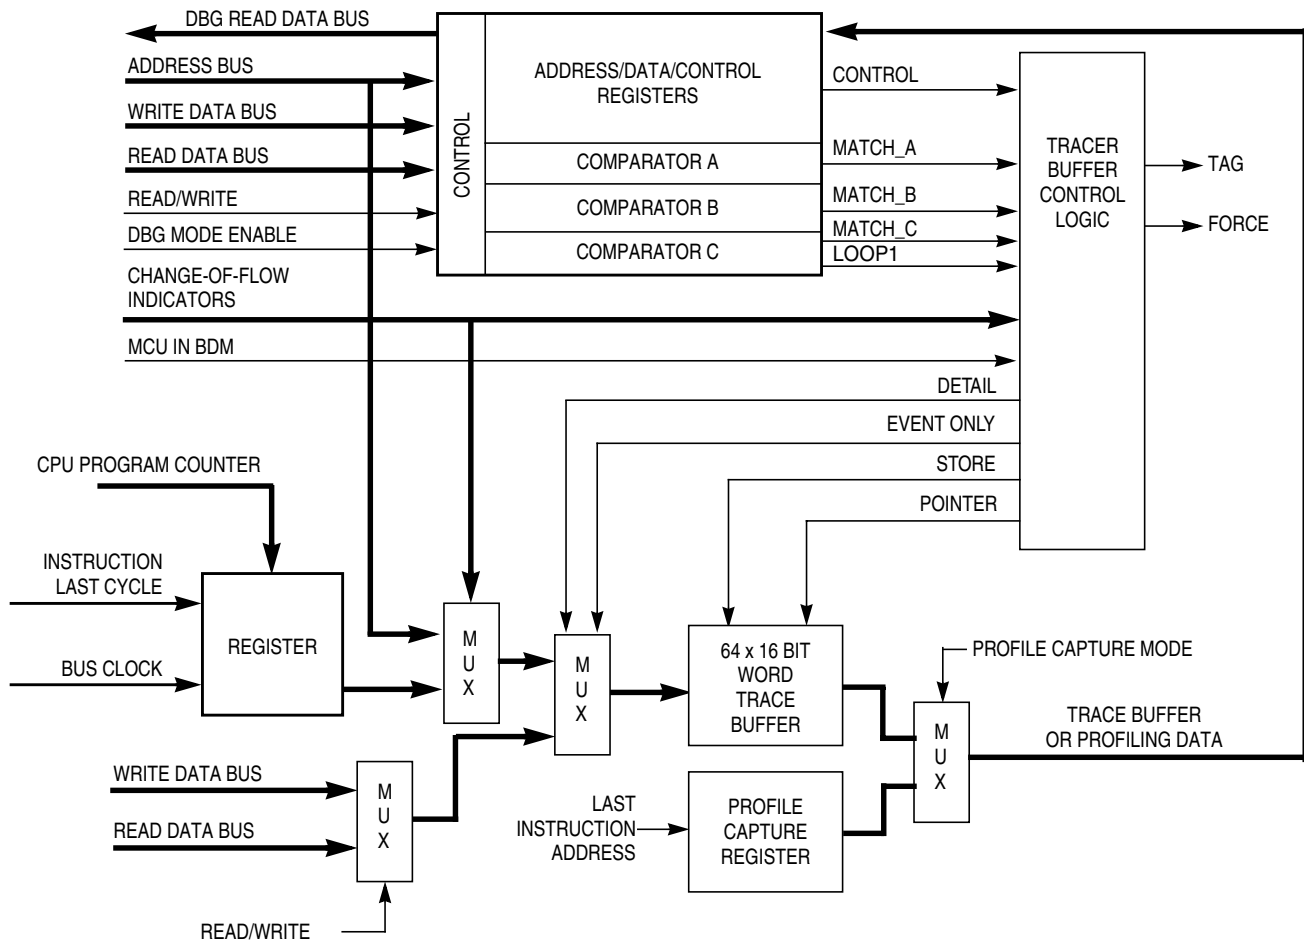 DBG READ DATA BUS
ADDRESS BUS
WRITE DATA BUS
READ DATA BUS
READ/WRITE
DBG MODE ENABLE
CHANGE-OF-FLOW
INDICATORS
MCU IN BDM
CONTROL
ADDRESS/DATA/CONTROL
REGISTERS
COMPARATOR A
COMPARATOR B
COMPARATOR C
CONTROL
MATCH_A
MATCH_B
MATCH_C
LOOP1
TRACER
BUFFER
CONTROL
LOGIC
TAG
FORCE
DETAIL
EVENT ONLY
STORE
POINTER
CPU PROGRAM COUNTER
INSTRUCTION
LAST CYCLE
BUS CLOCK
REGISTER
M
U
X
M
U
X
64 x 16 BIT
WORD
TRACE
BUFFER
PROFILE CAPTURE MODE
M
U
X
TRACE BUFFER
OR PROFILING DATA
WRITE DATA BUS
READ DATA BUS
M
U
X
READ/WRITE
LAST
INSTRUCTION
ADDRESS
PROFILE
CAPTURE
REGISTER